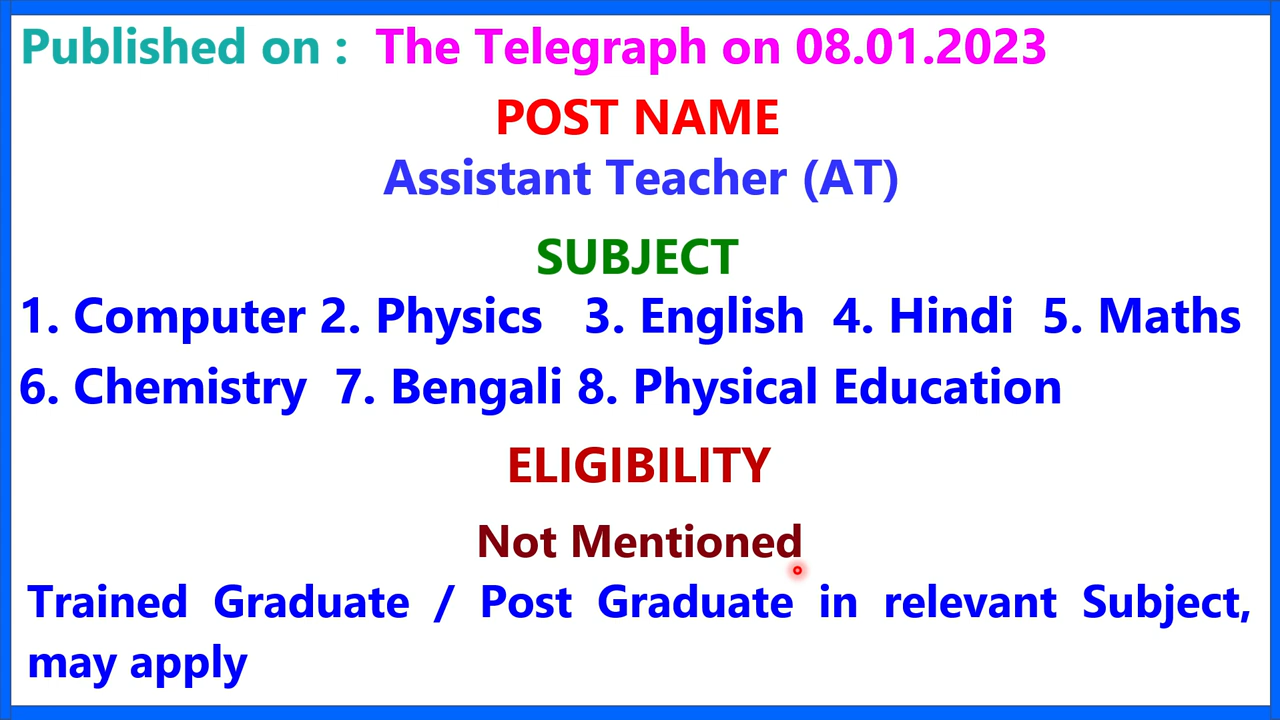 Published on : The Telegraph on 08.01.2023
POST NAME
Assistant Teacher (AT)
SUBJECT
1. Computer 2. Physics 3. English 4. Hindi 5. Maths
6. Chemistry 7. Bengali 8. Physical Education
ELIGIBILITY
Not Mentioned
Trained Graduate / Post Graduate in relevant Subject,
may apply